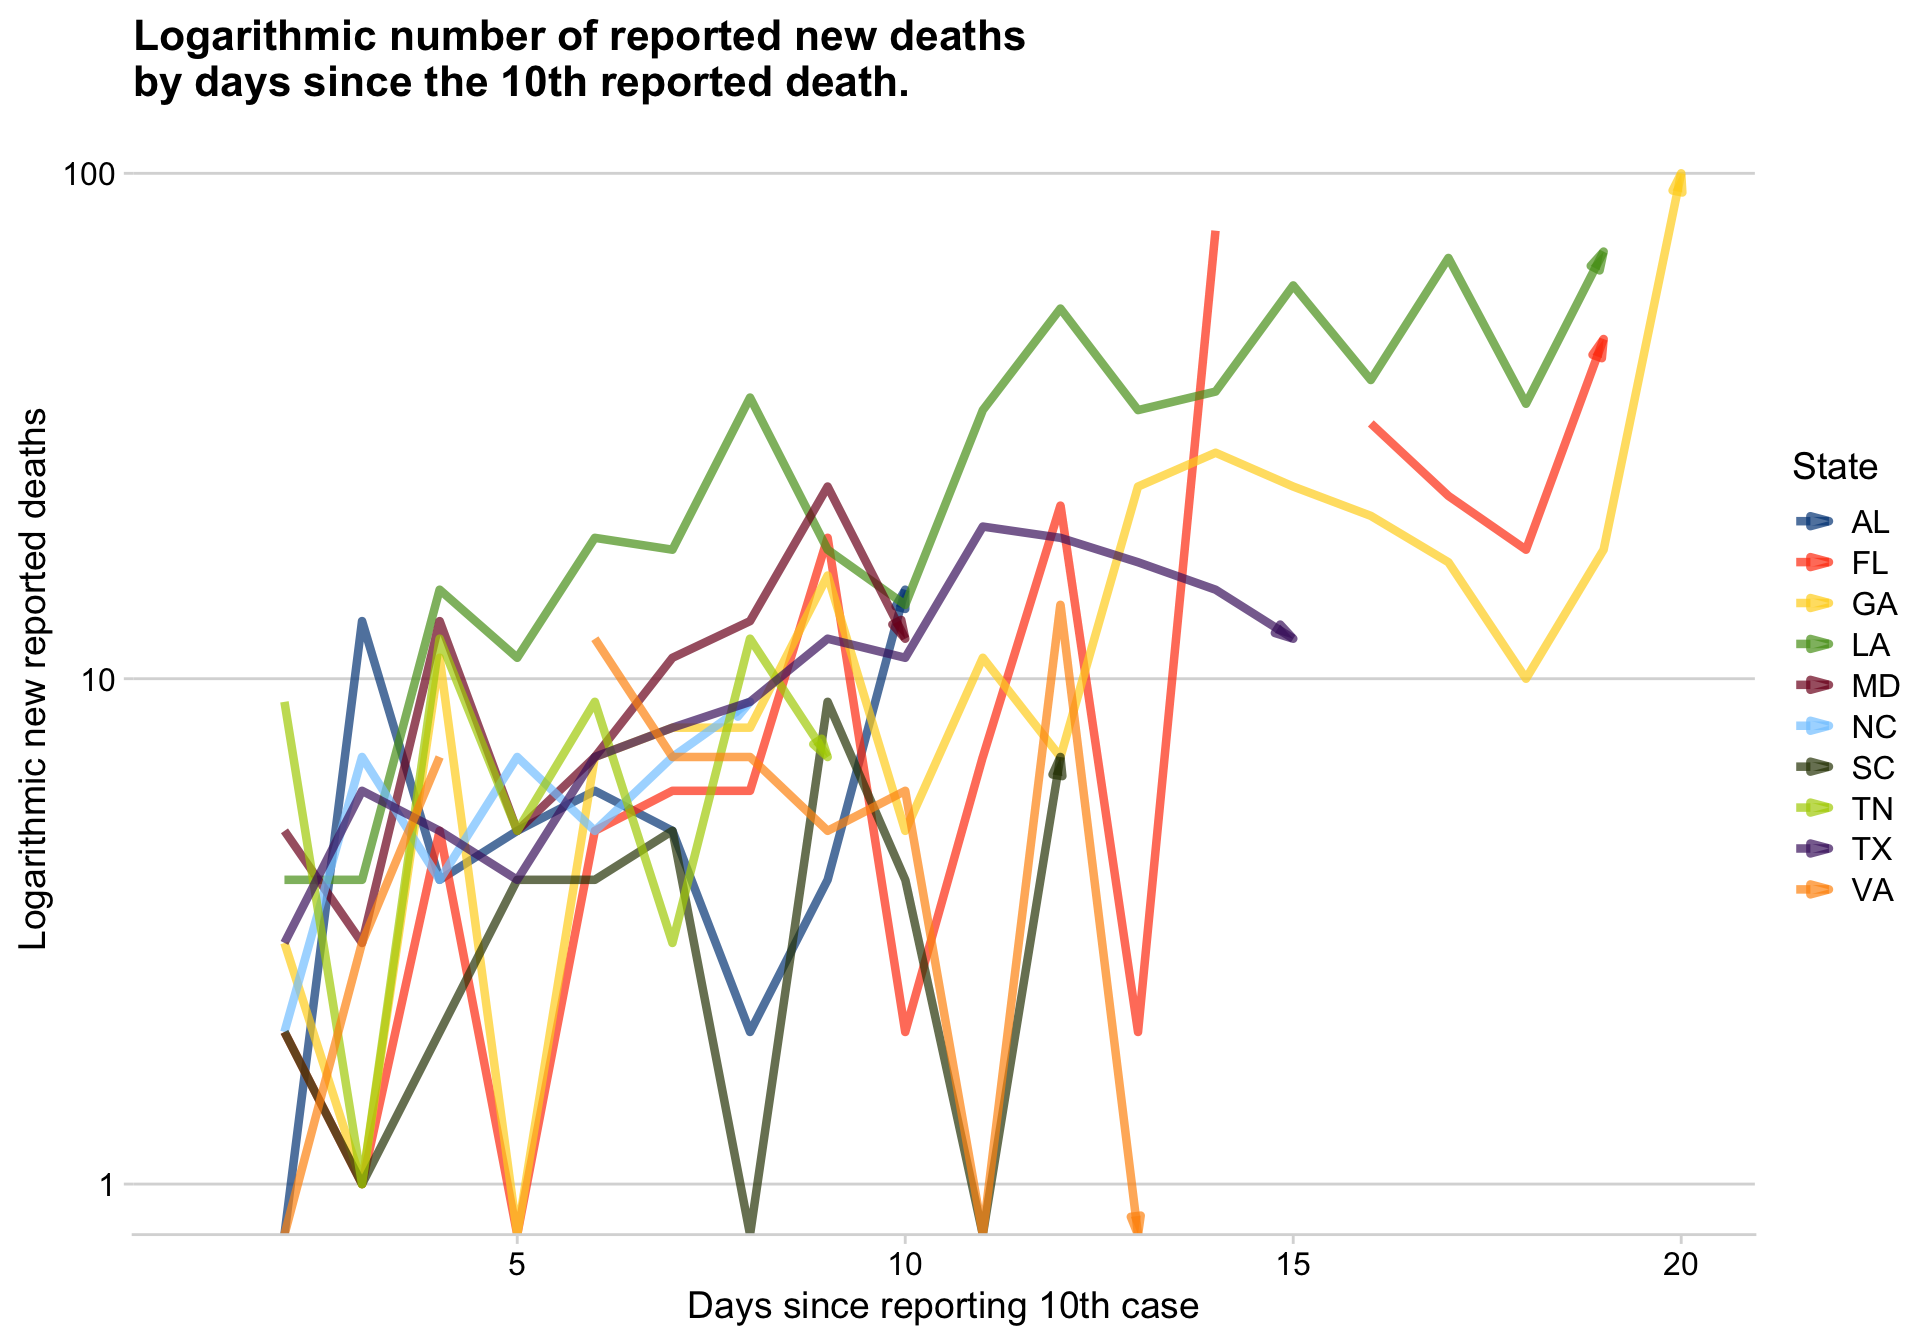 Logarithmic number of reported new deaths
by days since the 10th reported death.
100
10
1
Logarithmic new reported deaths
5
10
15
20
Days since reporting 10th case
State
AL
FL
GA
LA
MD
NC
SC
TN
TX
VA